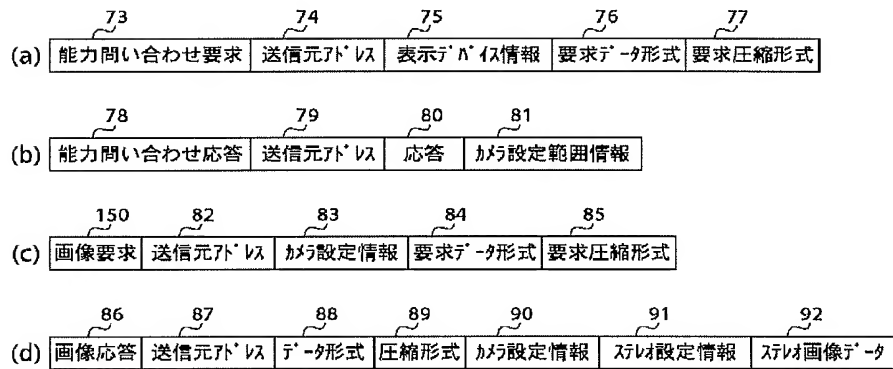 73 74 75 76 77
(a) 能力問い合わせ要求 送信元ｱﾄﾞﾚｽ 表示ﾃﾞﾊﾞｲｽ情報 要求ﾃﾞｰﾀ形式 要求圧縮形式
78 79 80 81
(b) 能力問い合わせ応答 送信元ｱﾄﾞﾚｽ 応答 ｶﾒﾗ設定範囲情報
150 82 83 84 85
(c) 画像要求 送信元ｱﾄﾞﾚｽ ｶﾒﾗ設定情報 要求ﾃﾞｰﾀ形式 要求圧縮形式
86 87 88 89 90 91 92
(d) 画像応答 送信元ｱﾄﾞﾚｽ ﾃﾞｰﾀ形式 圧縮形式 ｶﾒﾗ設定情報 ｽﾃﾚｵ設定情報 ｽﾃﾚｵ画像ﾃﾞｰﾀ